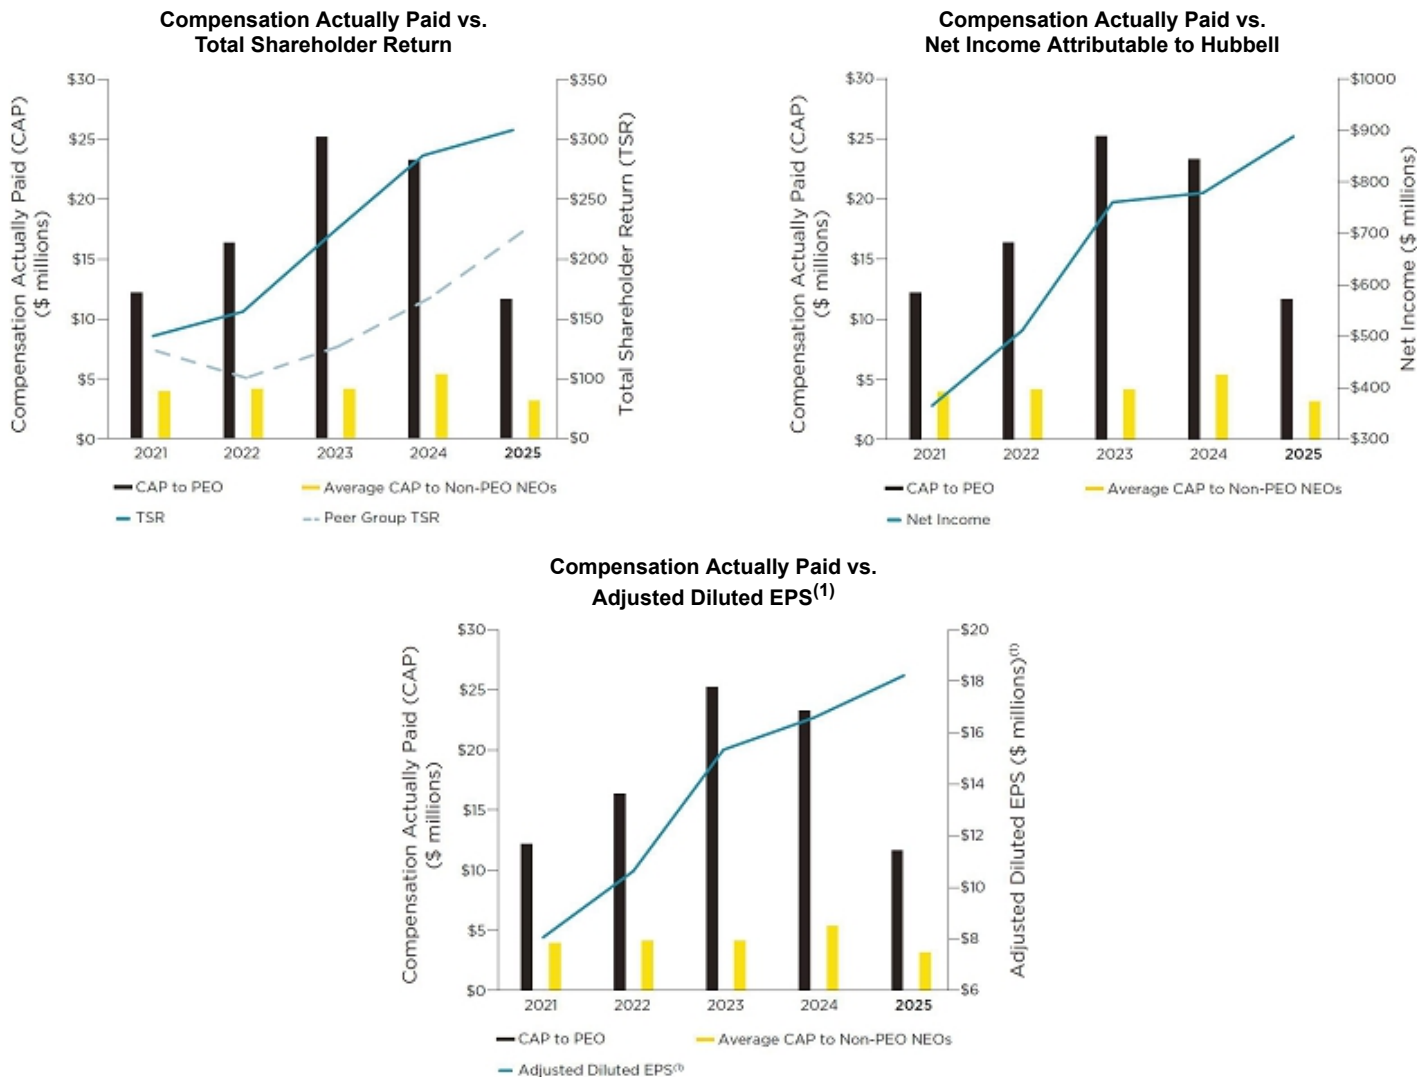 Compensation Actually Paid vs.
Total Shareholder Return
Compensation Actually Paid (CAP)
($ millions)
$30
$25
$20
$15
$10
$5
$0
$350
$300
$250
$200
$150
$100
$0
Total Shareholder Return (TSR)
2021 2022 2023 2024 2025
CAP to PEO Average CAP to Non-PEO NEOs
TSR Peer Group TSR
Compensation Actually Paid vs.
Net Income Attributable to Hubbell
Compensation Actually Paid (CAP)
($ millions)
$30
$25
$20
$15
$10
$5
$0
$1000
$900
$800
$700
$600
$500
$400
$300
Net Income ($ millions)
2021 2022 2023 2024 2025
CAP to PEO Average CAP to Non-PEO NEOs
Net Income
Compensation Actually Paid vs.
Adjusted Diluted EPS(1)
Compensation Actually Paid (CAP)
($ millions)
$30
$25
$20
$15
$10
$5
$0
$20
$18
$16
$14
$12
$10
$8
$6
Adjusted Diluted EPS ($ millions)(1)
2021 2022 2023 2024 2025
CAP to PEO Average CAP to Non-PEO NEOs
Adjusted Diluted EPS(1)